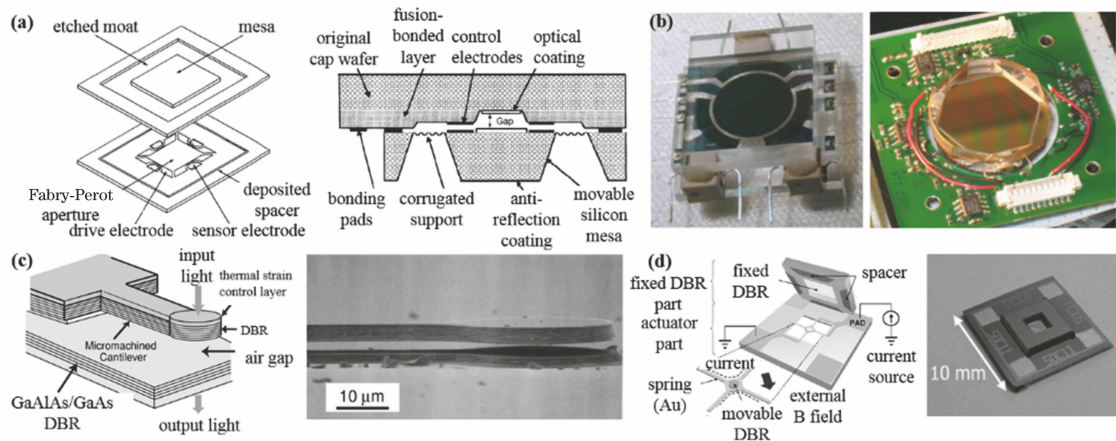 (a)
etched moat
mesa
Fabry-Perot
aperture
drive electrode
sensor electrode
deposited
spacer
original
cap wafer
fusion-
bonded
layer
control
electrodes
optical
coating
Gap
bonding
pads
corrugated
support
anti-
reflection
coating
movable
silicon
mesa
(b)
(c)
input
light
thermal strain
control layer
DBR
Micromachined
Cantilever
air gap
GaAlAs/GaAs
DBR
output light
10 µm
(d)
fixed
DBR
spacer
fixed DBR
part
actuator
part
PAD
current
source
current
spring
(Au)
movable
DBR
external
B field
10 mm